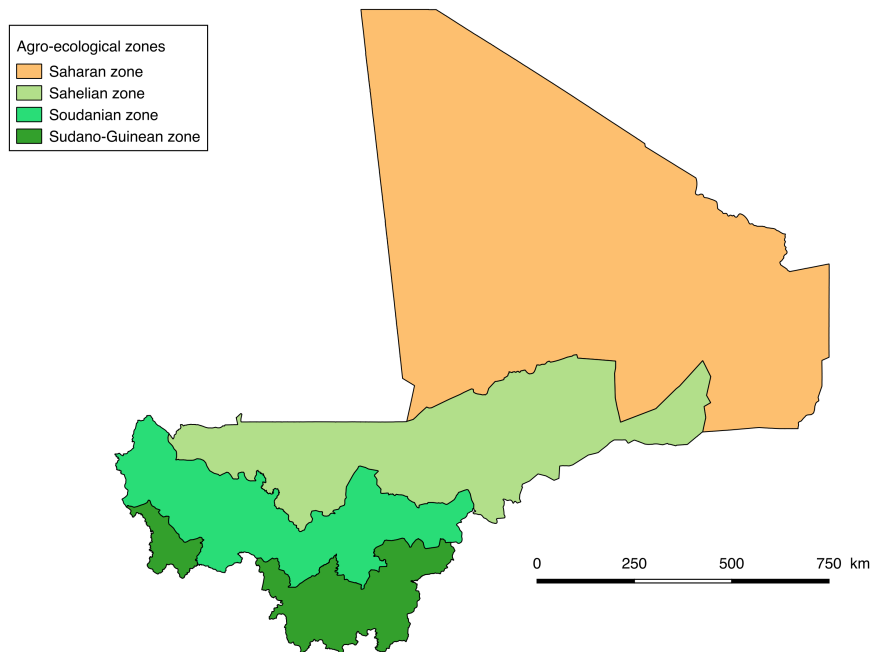 Agro-ecological zones
Saharan zone
Sahelian zone
Soudanian zone
Sudano-Guinean zone
0 250 500 750 km